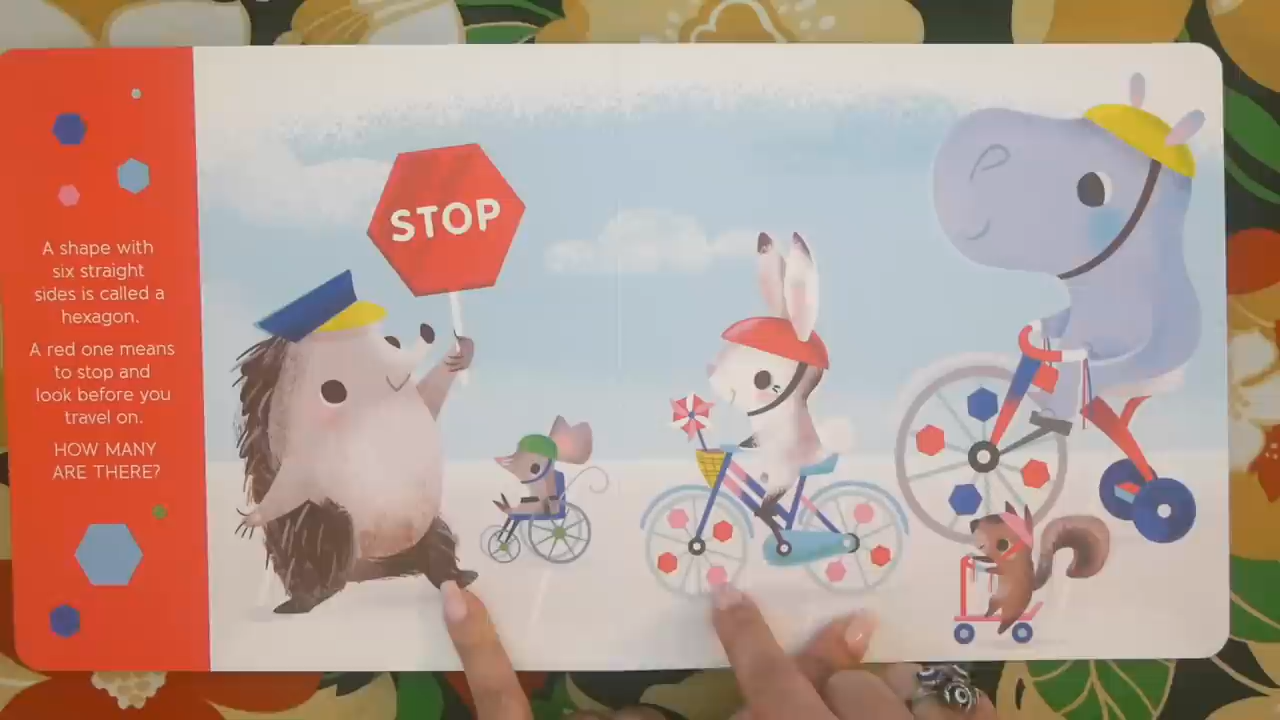 A shape with
six straight
sides is called a
hexagon.
A red one means
to stop and
look before you
travel on.
HOW MANY
ARE THERE?
STOP